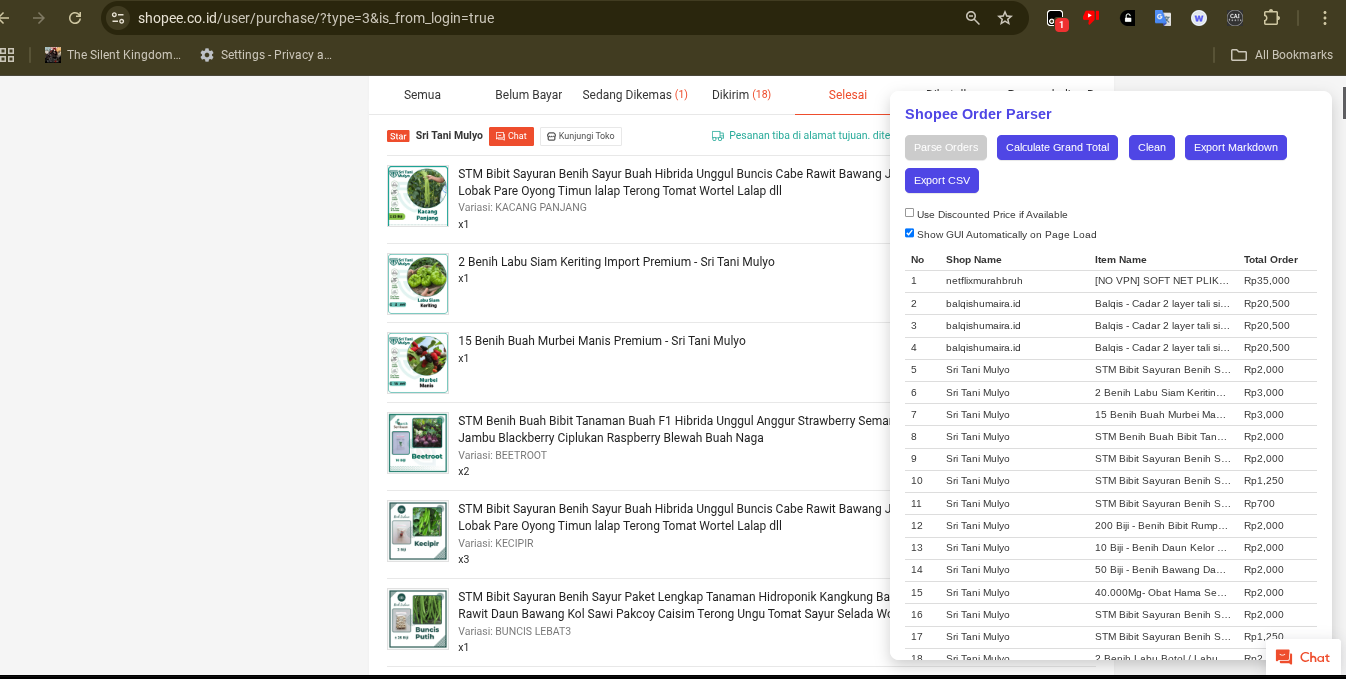 shopee.co.id/user/purchase/?type=3&is_from_login=true
1
The Silent Kingdom...
Settings - Privacy a...
All Bookmarks
Semua
Belum Bayar
Sedang Dikemas (1)
Dikirim (18)
Selesai
Star
Sri Tani Mulyo
Chat
Kunjungi Toko
Pesanan tiba di alamat tujuan. dite
STM Bibit Sayuran Benih Sayur Buah Hibrida Unggul Buncis Cabe Rawit Bawang J
Lobak Pare Oyong Timun lalap Terong Tomat Wortel Lalap dll
Variasi: KACANG PANJANG
x1
Kacang
Panjang
2 Benih Labu Siam Keriting Import Premium - Sri Tani Mulyo
x1
Labu Siam
Keriting
15 Benih Buah Murbei Manis Premium - Sri Tani Mulyo
x1
Murbei
Manis
STM Benih Buah Bibit Tanaman Buah F1 Hibrida Unggul Anggur Strawberry Semar
Jambu Blackberry Ciplukan Raspberry Blewah Buah Naga
Variasi: BEETROOT
x2
Beetroot
STM Bibit Sayuran Benih Sayur Buah Hibrida Unggul Buncis Cabe Rawit Bawang J
Lobak Pare Oyong Timun lalap Terong Tomat Wortel Lalap dll
Variasi: KECIPIR
x3
Kecipir
STM Bibit Sayuran Benih Sayur Paket Lengkap Tanaman Hidroponik Kangkung Ba
Rawit Daun Bawang Kol Sawi Pakcoy Caisim Terong Ungu Tomat Sayur Selada Wo
Variasi: BUNCIS LEBAT3
x1
Buncis
Putih
Shopee Order Parser
Parse Orders
Calculate Grand Total
Clean
Export Markdown
Export CSV
Use Discounted Price if Available
Show GUI Automatically on Page Load
No Shop Name Item Name Total Order
1 netflixmurahbruh [NO VPN] SOFT NET PLIK... Rp35,000
2 balqishumaira.id Balqis - Cadar 2 layer tali si... Rp20,500
3 balqishumaira.id Balqis - Cadar 2 layer tali si... Rp20,500
4 balqishumaira.id Balqis - Cadar 2 layer tali si... Rp20,500
5 Sri Tani Mulyo STM Bibit Sayuran Benih S... Rp2,000
6 Sri Tani Mulyo 2 Benih Labu Siam Keritin... Rp3,000
7 Sri Tani Mulyo 15 Benih Buah Murbei Ma... Rp3,000
8 Sri Tani Mulyo STM Benih Buah Bibit Tan... Rp2,000
9 Sri Tani Mulyo STM Bibit Sayuran Benih S... Rp2,000
10 Sri Tani Mulyo STM Bibit Sayuran Benih S... Rp1,250
11 Sri Tani Mulyo STM Bibit Sayuran Benih S... Rp700
12 Sri Tani Mulyo 200 Biji - Benih Bibit Rump... Rp2,000
13 Sri Tani Mulyo 10 Biji - Benih Daun Kelor ... Rp2,000
14 Sri Tani Mulyo 50 Biji - Benih Bawang Da... Rp2,000
15 Sri Tani Mulyo 40.000Mg- Obat Hama Se... Rp2,000
16 Sri Tani Mulyo STM Bibit Sayuran Benih S... Rp2,000
17 Sri Tani Mulyo STM Bibit Sayuran Benih S... Rp1,250
18 Sri Tani Mulyo 2 Benih Labu Botol / Labu... Rp2
Chat